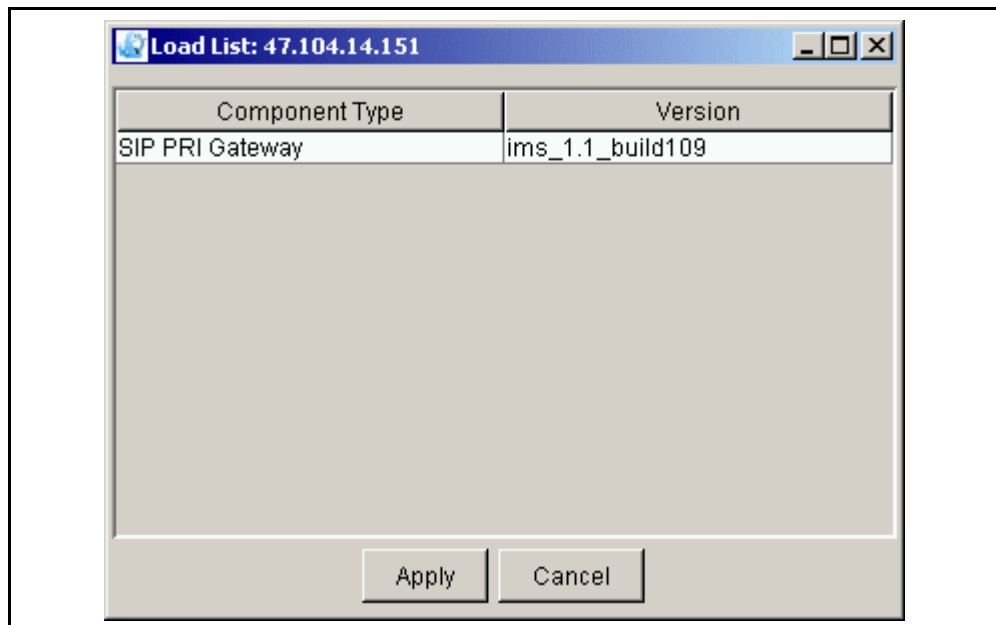 Load List: 47.104.14.151
Component Type Version
SIP PRI Gateway ims_1.1_build109
Apply Cancel